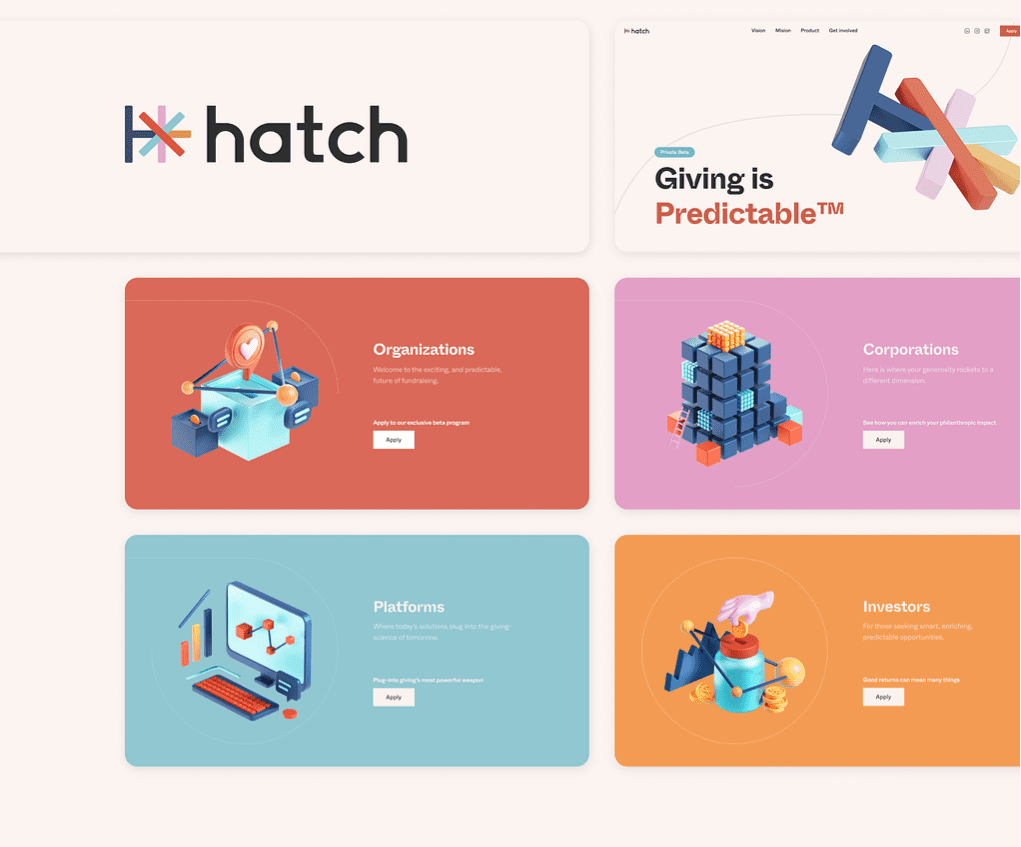 hatch
hatch
Vision Mision Product Get involved
Apply
Private Beta
Giving is
Predictable™
Organizations
Welcome to the exciting, and predictable,
future of fundraising.
Apply to our exclusive beta program
Apply
Corporations
Here is where your generosity rockets to a
different dimension.
See how you can enrich your philanthropic impact
Apply
Platforms
Where today's solutions plug into the giving-
science of tomorrow.
Plug-into giving's most powerful weapon
Apply
Investors
For those seeking smart, enriching,
predictable opportunities.
Good returns can mean many things
Apply